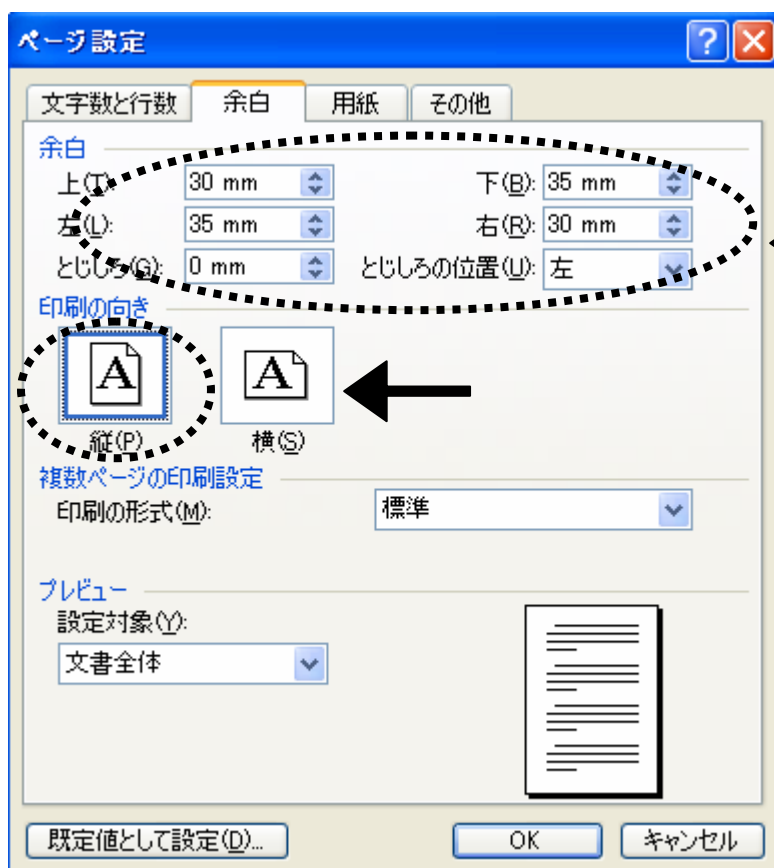 ページ設定
文字数と行数 余白 用紙 その他
余白
上(T): 30 mm 下(B): 35 mm
左(L): 35 mm 右(R): 30 mm
とじしろ(G): 0 mm とじしろの位置(U): 左
印刷の向き
A A
縦(P) 横(S)
複数ページの印刷設定
印刷の形式(M): 標準
プレビュー
設定対象(Y):
文書全体
既定値として設定(D)... OK キャンセル